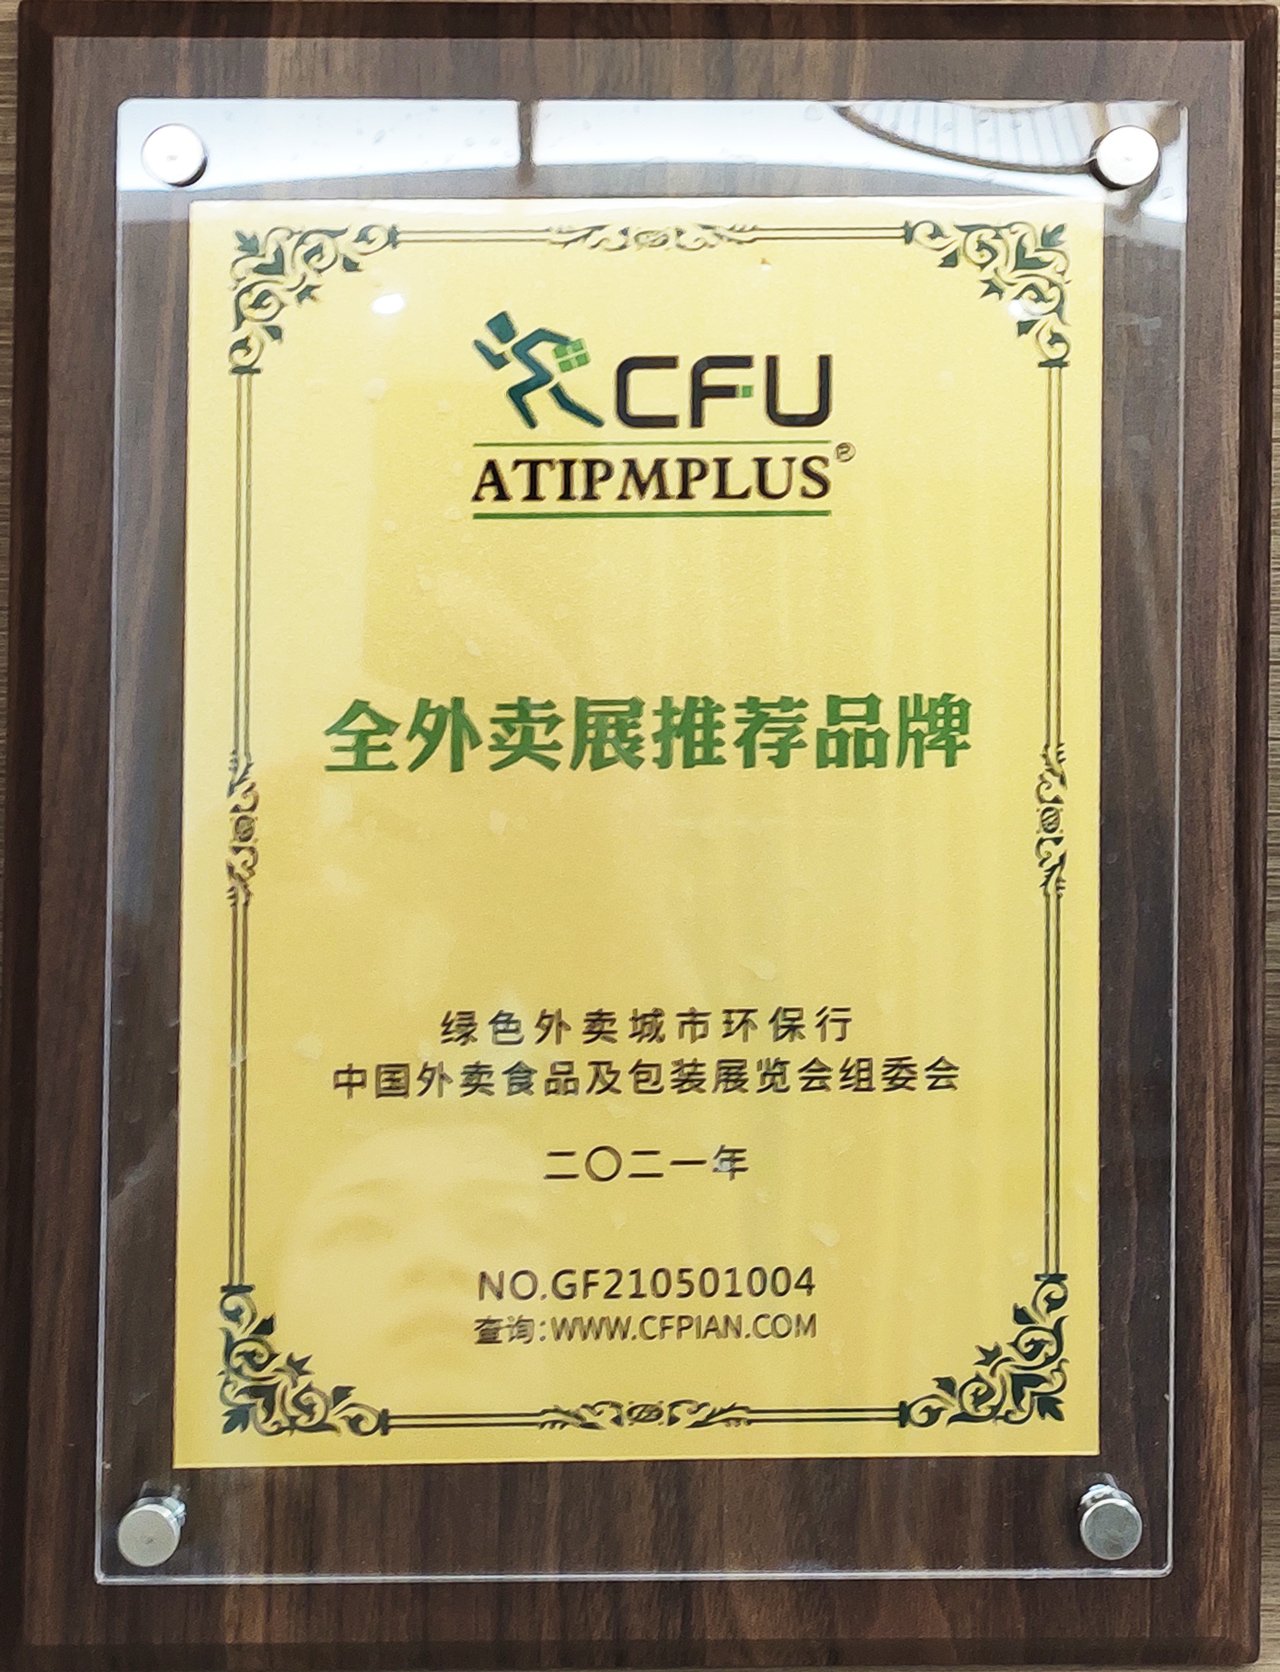 CFU
ATIPMPLUS®
全外卖展推荐品牌
绿色外卖城市环保行
中国外卖食品及包装展览会组委会
二〇二一年
NO.GF210501004
查询:WWW.CFPIAN.COM